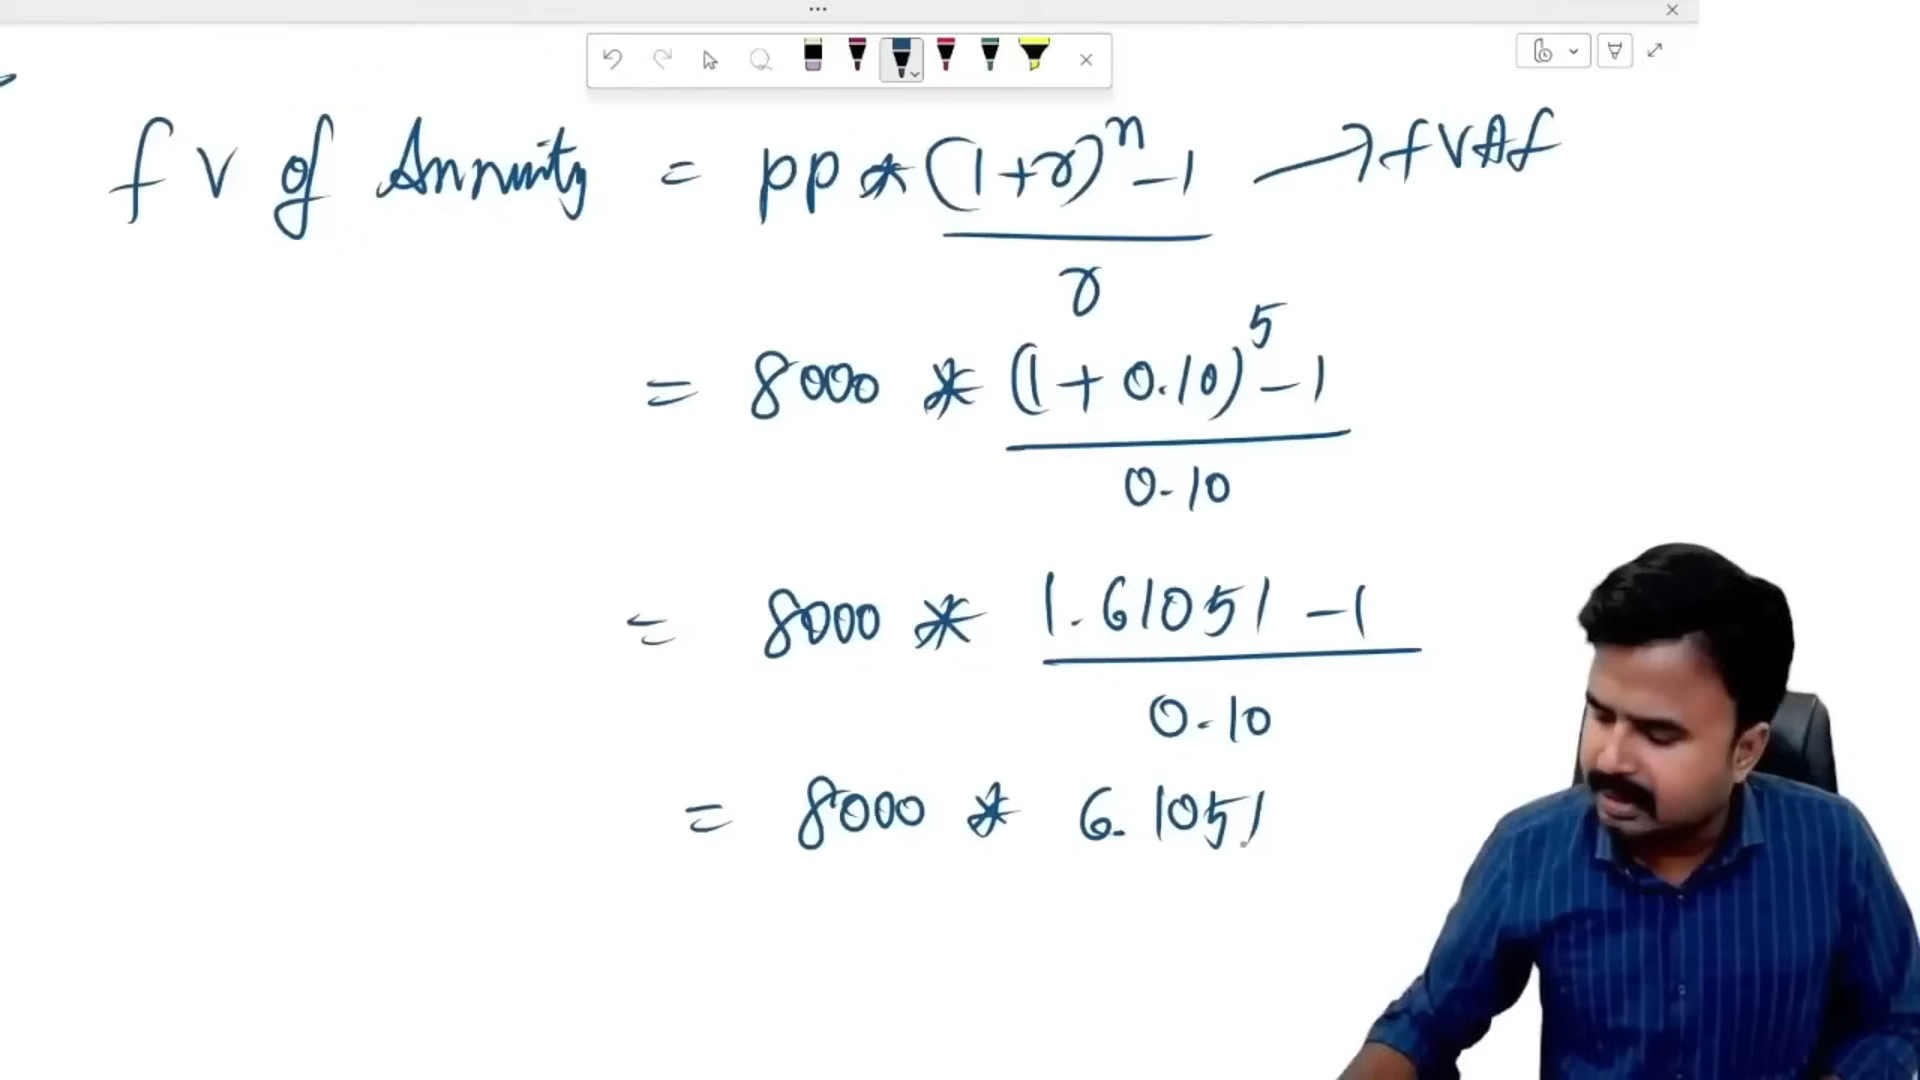 fV of Annuity = PP * (1+r)^n - 1 → fVAf
r
= 8000 * (1 + 0.10)^5 - 1
0.10
= 8000 * 1.61051 - 1
0.10
= 8000 * 6.1051